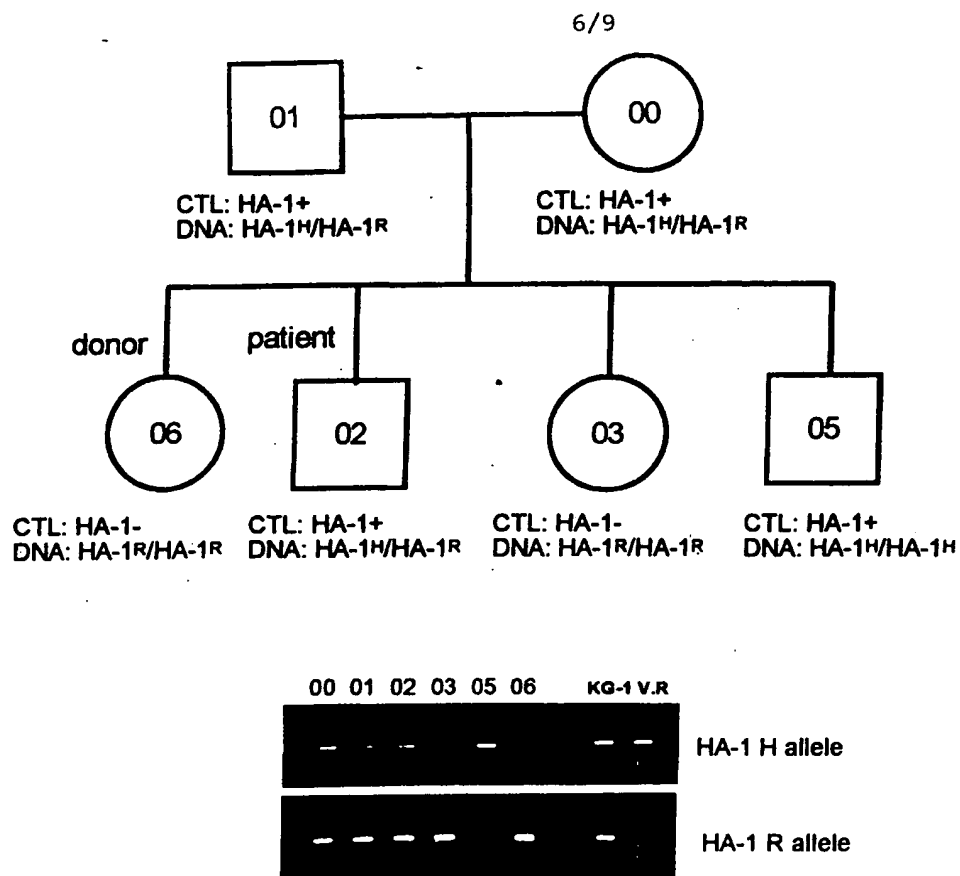 6/9
01
00
CTL: HA-1+
DNA: HA-1H/HA-1R
CTL: HA-1+
DNA: HA-1H/HA-1R
donor
patient
06
02
03
05
CTL: HA-1-
DNA: HA-1R/HA-1R
CTL: HA-1+
DNA: HA-1H/HA-1R
CTL: HA-1-
DNA: HA-1R/HA-1R
CTL: HA-1+
DNA: HA-1H/HA-1H
00 01 02 03 05 06 KG-1 V.R
HA-1 H allele
HA-1 R allele